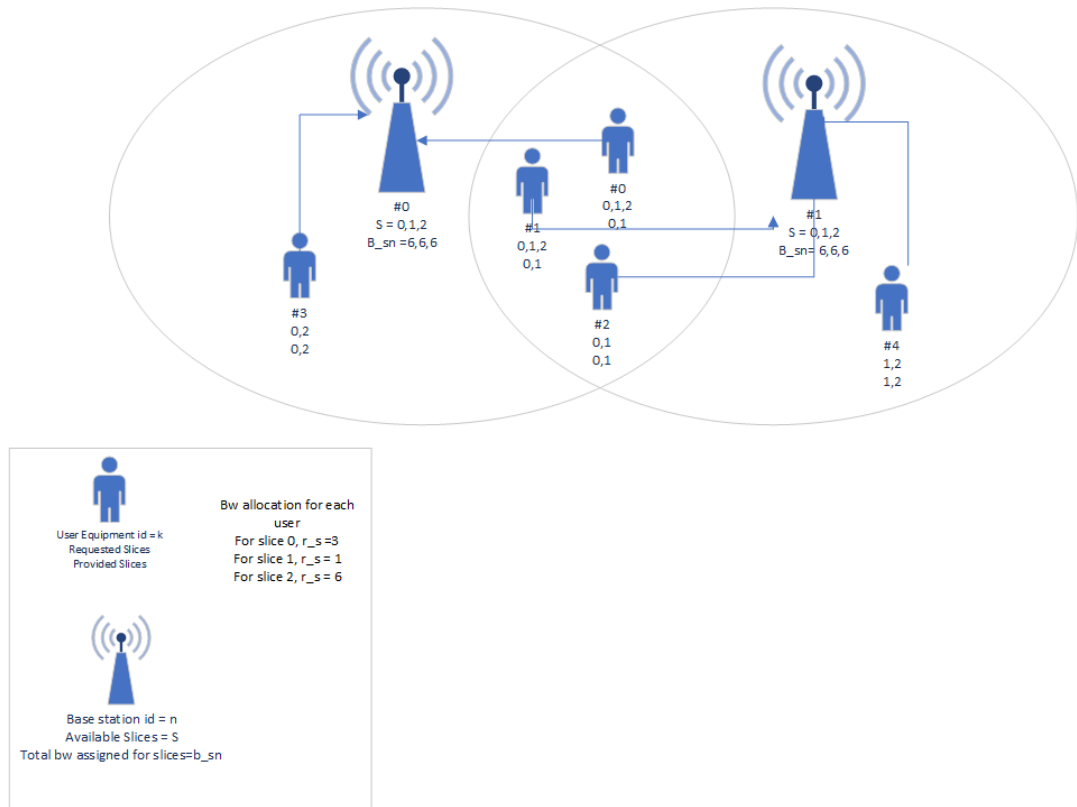 #0
S = 0,1,2
B_sn =6,6,6
#0
0,1,2
0,1
#1
0,1,2
0,1
#1
S = 0,1,2
B_sn= 6,6,6
#3
0,2
0,2
#2
0,1
0,1
#4
1,2
1,2
User Equipment id = k
Requested Slices
Provided Slices
Bw allocation for each
user
For slice 0, r_s =3
For slice 1, r_s = 1
For slice 2, r_s = 6
Base station id = n
Available Slices = S
Total bw assigned for slices=b_sn